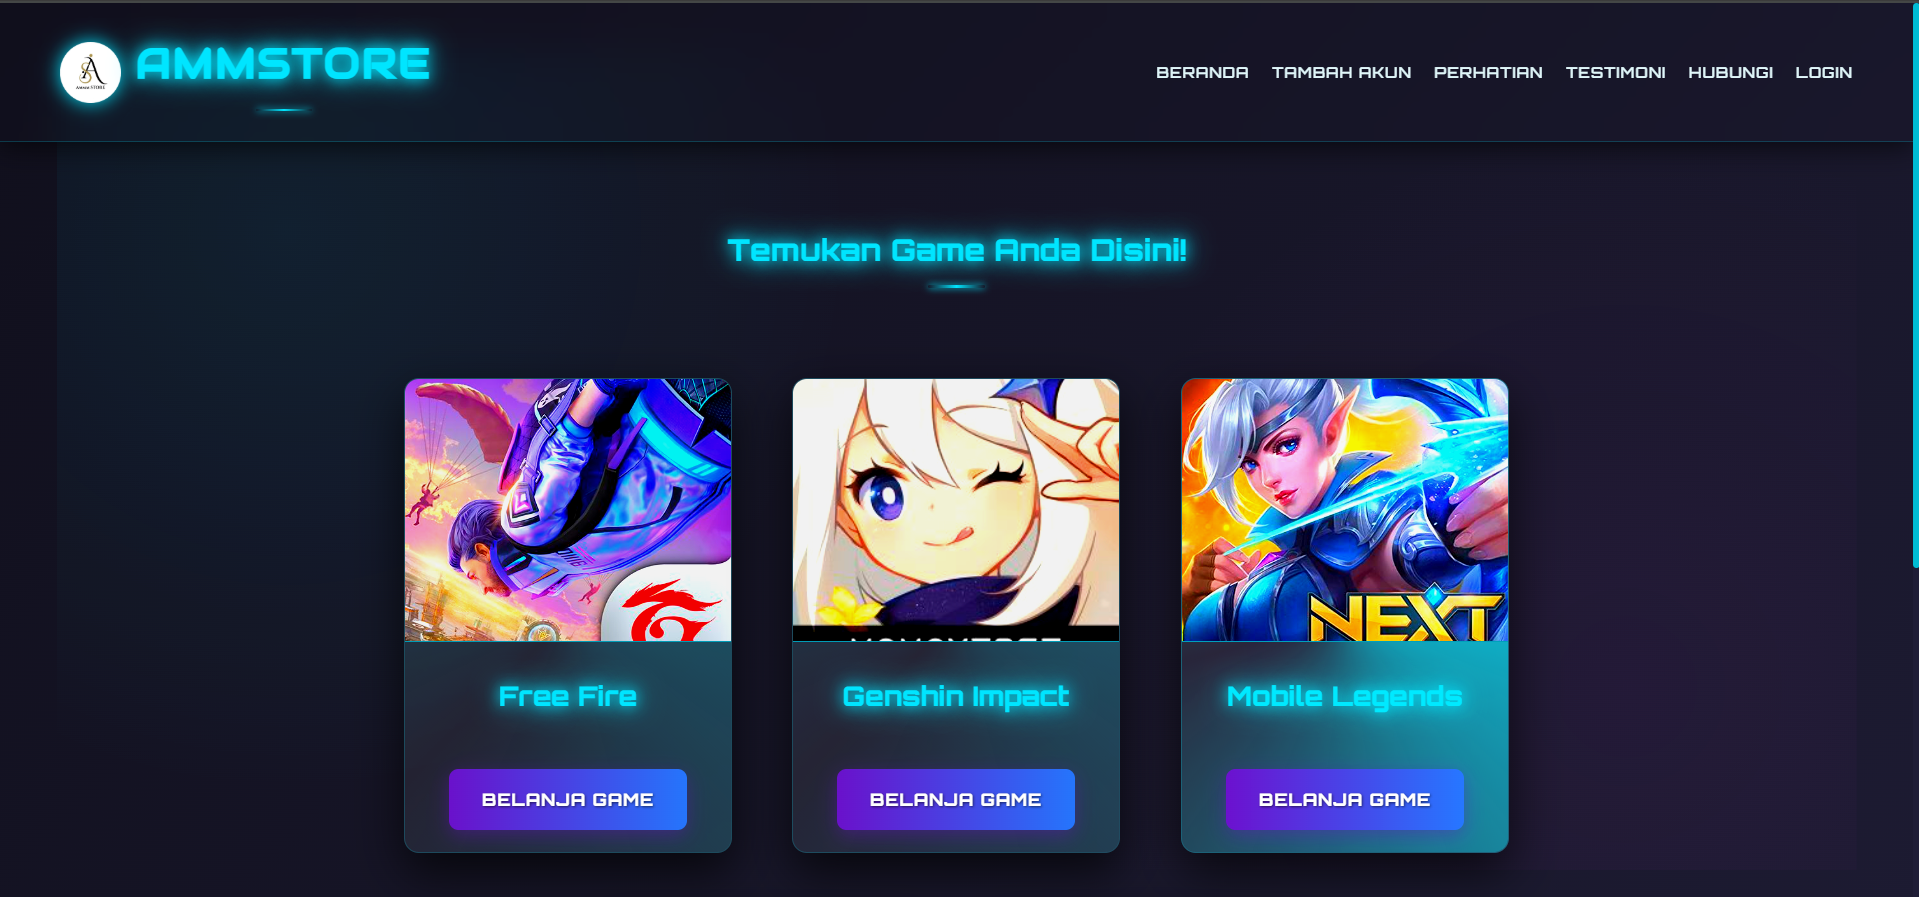 AMMSTORE
BERANDA TAMBAH AKUN PERHATIAN TESTIMONI HUBUNGI LOGIN
Temukan Game Anda Disini!
NEXT
Free Fire Genshin Impact Mobile Legends
BELANJA GAME BELANJA GAME BELANJA GAME